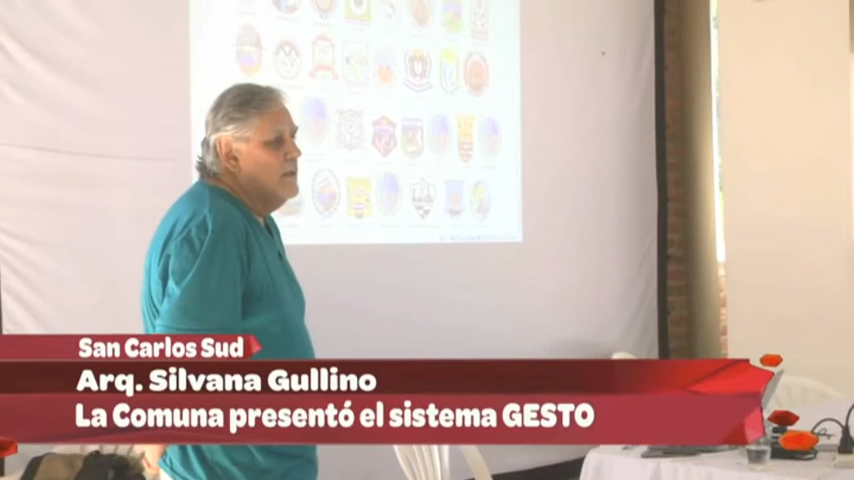 San Carlos Sud
Arq. Silvana Gullino
La Comuna presentó el sistema GESTO